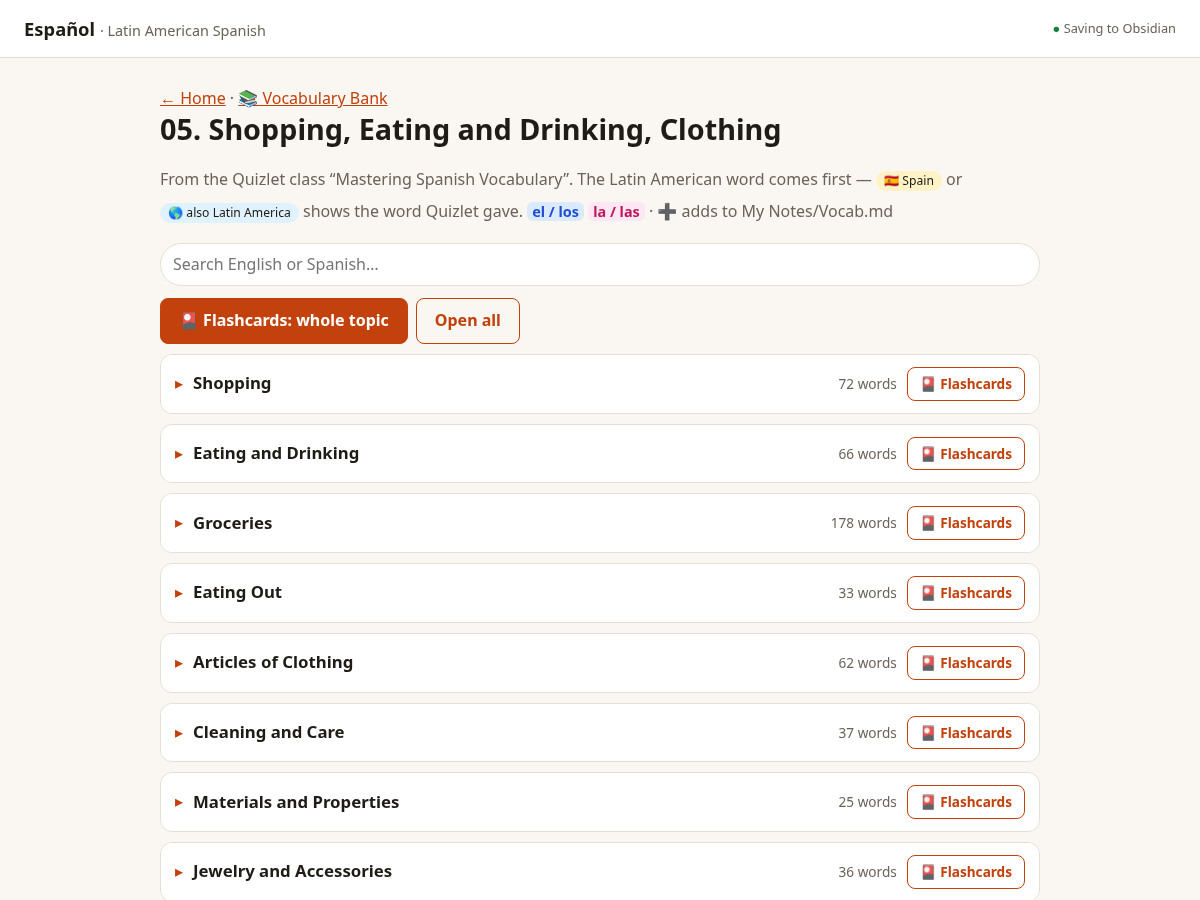 Español · Latin American Spanish
● Saving to Obsidian
← Home · 📚 Vocabulary Bank
05. Shopping, Eating and Drinking, Clothing
From the Quizlet class “Mastering Spanish Vocabulary”. The Latin American word comes first — 🇪🇸 Spain or
🌎 also Latin America shows the word Quizlet gave. el / los la / las · ➕ adds to My Notes/Vocab.md
Search English or Spanish…
🎴 Flashcards: whole topic
Open all
▸ Shopping 72 words 🎴 Flashcards
▸ Eating and Drinking 66 words 🎴 Flashcards
▸ Groceries 178 words 🎴 Flashcards
▸ Eating Out 33 words 🎴 Flashcards
▸ Articles of Clothing 62 words 🎴 Flashcards
▸ Cleaning and Care 37 words 🎴 Flashcards
▸ Materials and Properties 25 words 🎴 Flashcards
▸ Jewelry and Accessories 36 words 🎴 Flashcards